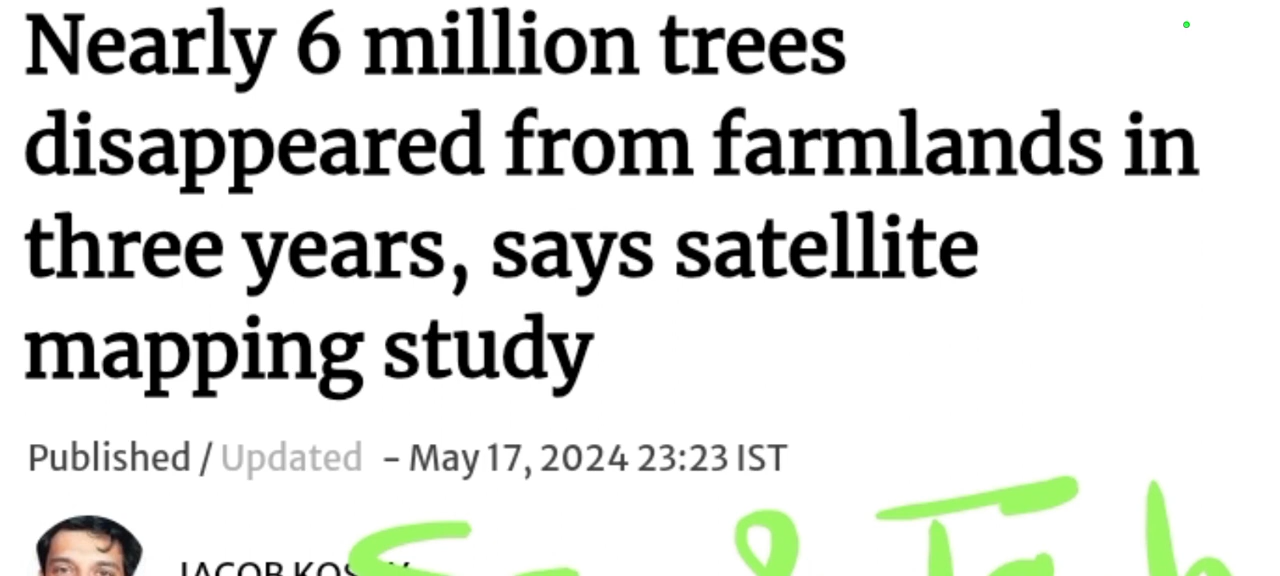 Nearly 6 million trees
disappeared from farmlands in
three years, says satellite
mapping study
Published / Updated – May 17, 2024 23:23 IST
JACOB